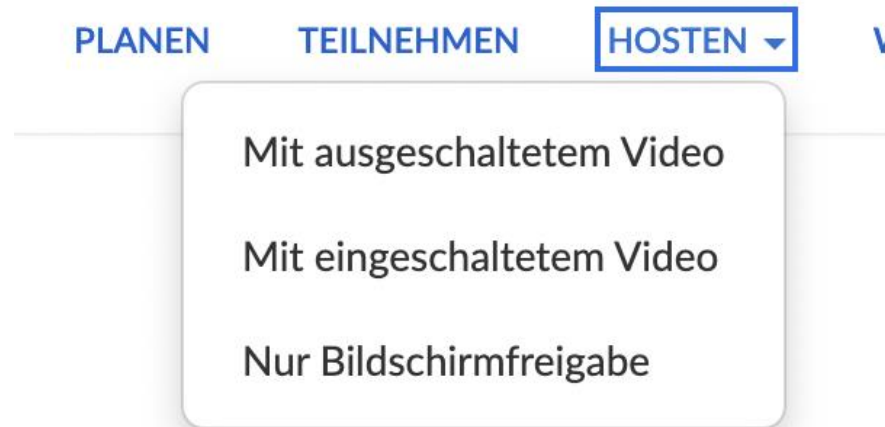 PLANEN TEILNEHMEN HOSTEN
Mit ausgeschaltetem Video
Mit eingeschaltetem Video
Nur Bildschirmfreigabe